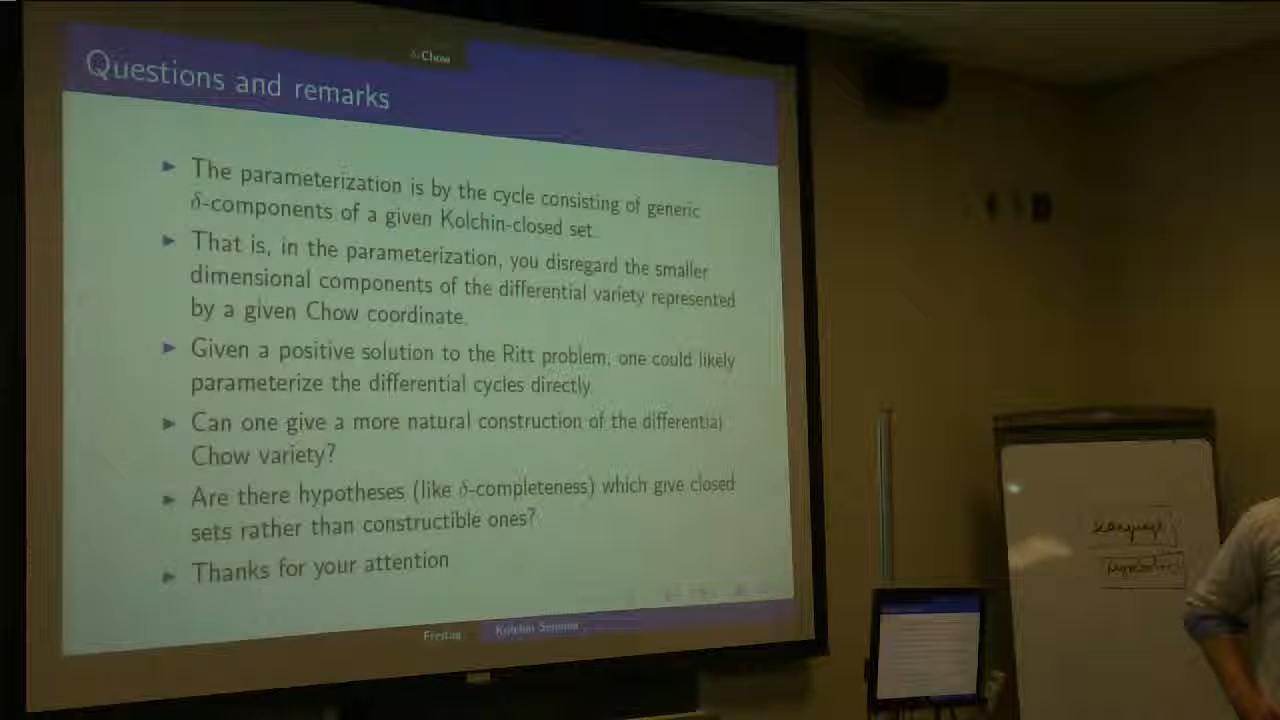 δ-Chow
Questions and remarks
► The parameterization is by the cycle consisting of generic
δ-components of a given Kolchin-closed set.
► That is, in the parameterization, you disregard the smaller
dimensional components of the differential variety represented
by a given Chow coordinate.
► Given a positive solution to the Ritt problem, one could likely
parameterize the differential cycles directly.
► Can one give a more natural construction of the differential
Chow variety?
► Are there hypotheses (like δ-completeness) which give closed
sets rather than constructible ones?
► Thanks for your attention
Freitag Kolchin Seminar